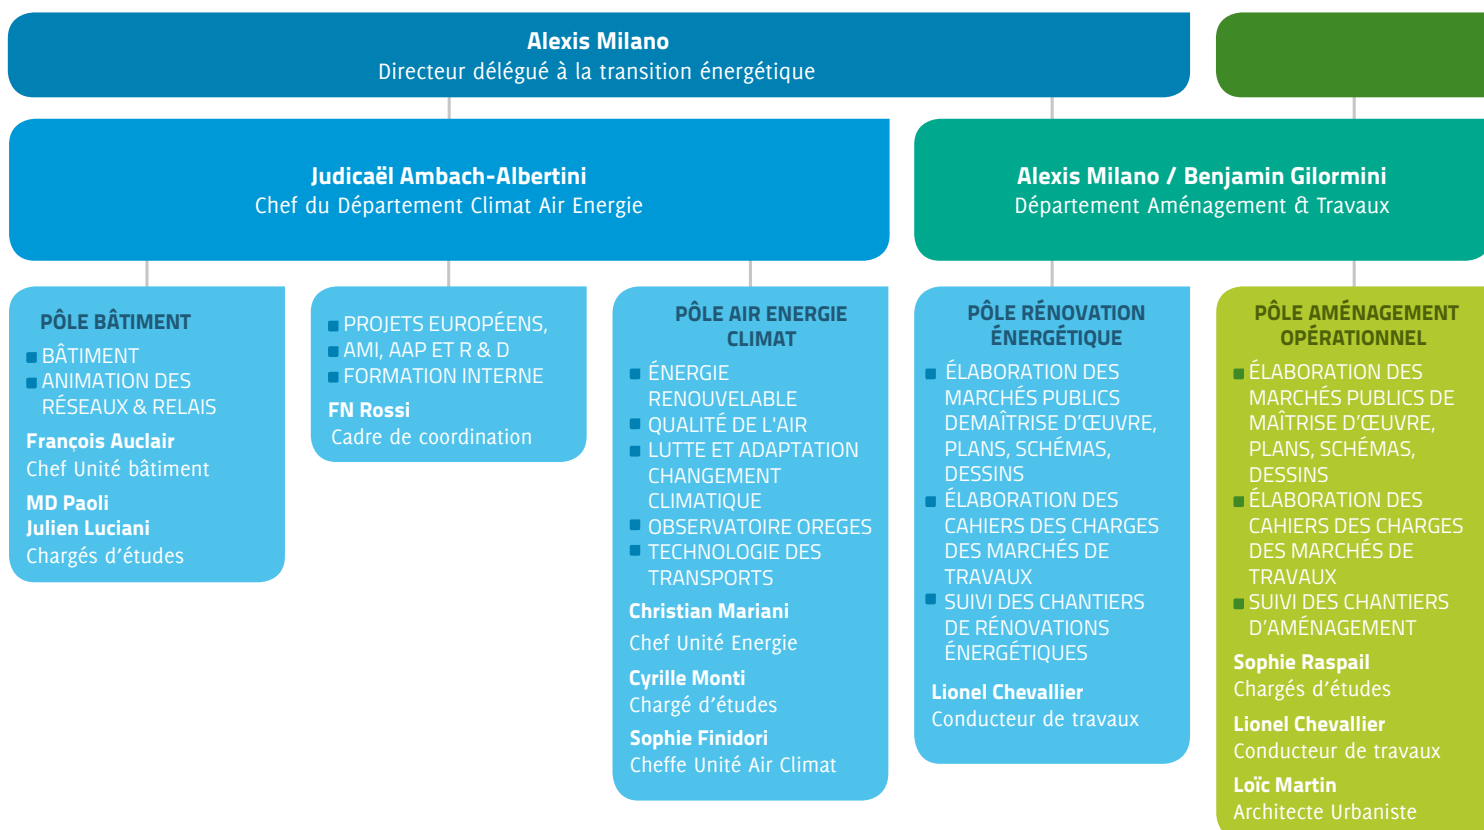 Alexis Milano
Directeur délégué à la transition énergétique
Judicaël Ambach-Albertini
Chef du Département Climat Air Energie
Alexis Milano / Benjamin Gilormini
Département Aménagement & Travaux
PÔLE BÂTIMENT
BÂTIMENT
ANIMATION DES
RÉSEAUX & RELAIS
François Auclair
Chef Unité bâtiment
MD Paoli
Julien Luciani
Chargés d’études
PROJETS EUROPÉENS,
AMI, AAP ET R & D
FORMATION INTERNE
FN Rossi
Cadre de coordination
PÔLE AIR ENERGIE
CLIMAT
ÉNERGIE
RENOUVELABLE
QUALITÉ DE L'AIR
LUTTE ET ADAPTATION
CHANGEMENT
CLIMATIQUE
OBSERVATOIRE OREGES
TECHNOLOGIE DES
TRANSPORTS
Christian Mariani
Chef Unité Energie
Cyrille Monti
Chargé d’études
Sophie Finidori
Cheffe Unité Air Climat
PÔLE RÉNOVATION
ÉNERGÉTIQUE
ÉLABORATION DES
MARCHÉS PUBLICS
DEMAÎTRISE D’ŒUVRE,
PLANS, SCHÉMAS,
DESSINS
ÉLABORATION DES
CAHIERS DES CHARGES
DES MARCHÉS DE
TRAVAUX
SUIVI DES CHANTIERS
DE RÉNOVATIONS
ÉNERGÉTIQUES
Lionel Chevallier
Conducteur de travaux
PÔLE AMÉNAGEMENT
OPÉRATIONNEL
ÉLABORATION DES
MARCHÉS PUBLICS DE
MAÎTRISE D’ŒUVRE,
PLANS, SCHÉMAS,
DESSINS
ÉLABORATION DES
CAHIERS DES CHARGES
DES MARCHÉS DE
TRAVAUX
SUIVI DES CHANTIERS
D’AMÉNAGEMENT
Sophie Raspail
Chargés d’études
Lionel Chevallier
Conducteur de travaux
Loïc Martin
Architecte Urbaniste